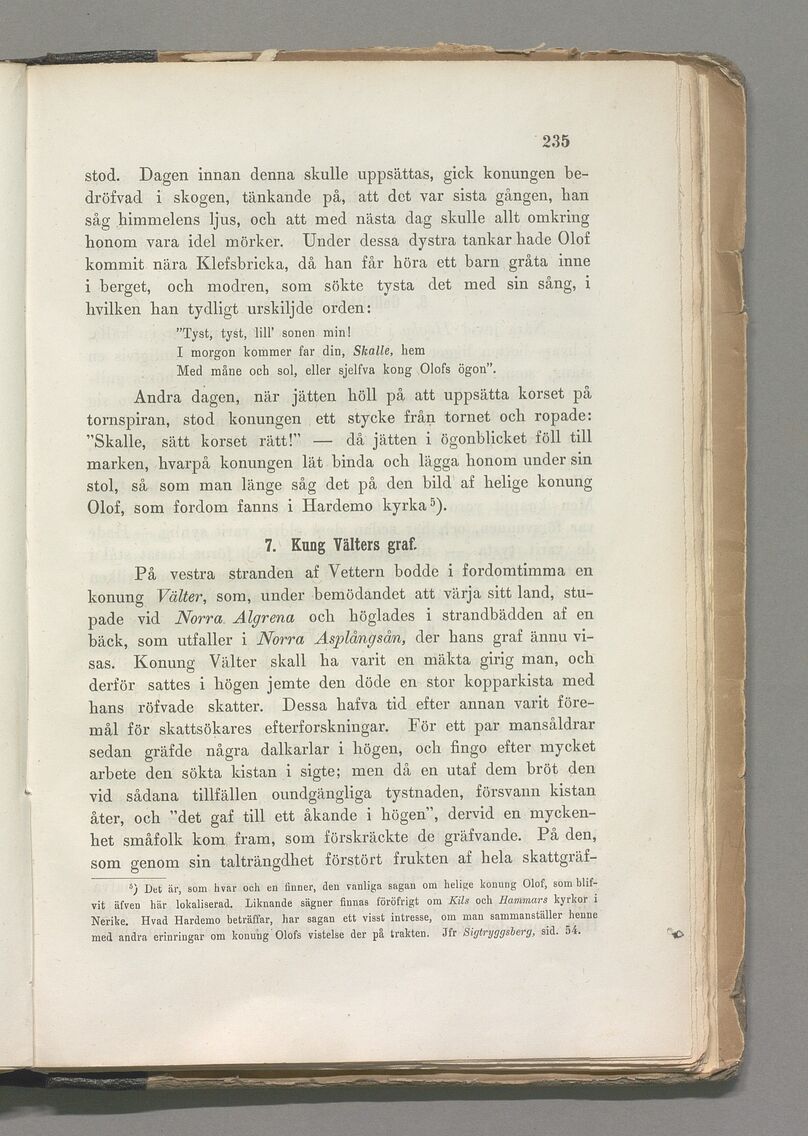 235
stod. Dagen innan denna skulle uppsättas, gick konungen be-
dröfvad i skogen, tänkande på, att det var sista gången, han
såg himmelens ljus, och att med nästa dag skulle allt omkring
honom vara idel mörker. Under dessa dystra tankar hade Olof
kommit nära Klefsbricka, då han får höra ett barn gråta inne
i berget, och modren, som sökte tysta det med sin sång, i
hvilken han tydligt urskiljde orden:
”Tyst, tyst, lill’ sonen min!
I morgon kommer far din, Skalle, hem
Med måne och sol, eller sjelfva kong Olofs ögon”.
Andra dagen, när jätten höll på att uppsätta korset på
tornspiran, stod konungen ett stycke från tornet och ropade:
”Skalle, sätt korset rätt!” — då jätten i ögonblicket föll till
marken, hvarpå konungen lät binda och lägga honom under sin
stol, så som man länge såg det på den bild af helige konung
Olof, som fordom fanns i Hardemo kyrka ⁵).
7. Kung Välters graf.
På vestra stranden af Vettern bodde i fordomtimma en
konung Välter, som, under bemödandet att värja sitt land, stu-
pade vid Norra Algrena och höglades i strandbädden af en
bäck, som utfaller i Norra Asplångsån, der hans graf ännu vi-
sas. Konung Välter skall ha varit en mäkta girig man, och
derför sattes i högen jemte den döde en stor kopparkista med
hans röfvade skatter. Dessa hafva tid efter annan varit före-
mål för skattsökares efterforskningar. För ett par mansåldrar
sedan gräfde några dalkarlar i högen, och fingo efter mycket
arbete den sökta kistan i sigte; men då en utaf dem bröt den
vid sådana tillfällen oundgängliga tystnaden, försvann kistan
åter, och ”det gaf till ett åkande i högen”, dervid en mycken-
het småfolk kom fram, som förskräckte de gräfvande. På den,
som genom sin talträngdhet förstört frukten af hela skattgräf-
⁵) Det är, som hvar och en finner, den vanliga sagan om helige konung Olof, som blif-
vit äfven här lokaliserad. Liknande sägner finnas föröfrigt om Kils och Hammars kyrkor i
Nerike. Hvad Hardemo beträffar, har sagan ett visst intresse, om man sammanställer henne
med andra erinringar om konung Olofs vistelse der på trakten. Jfr Sigtryggsberg, sid. 54.